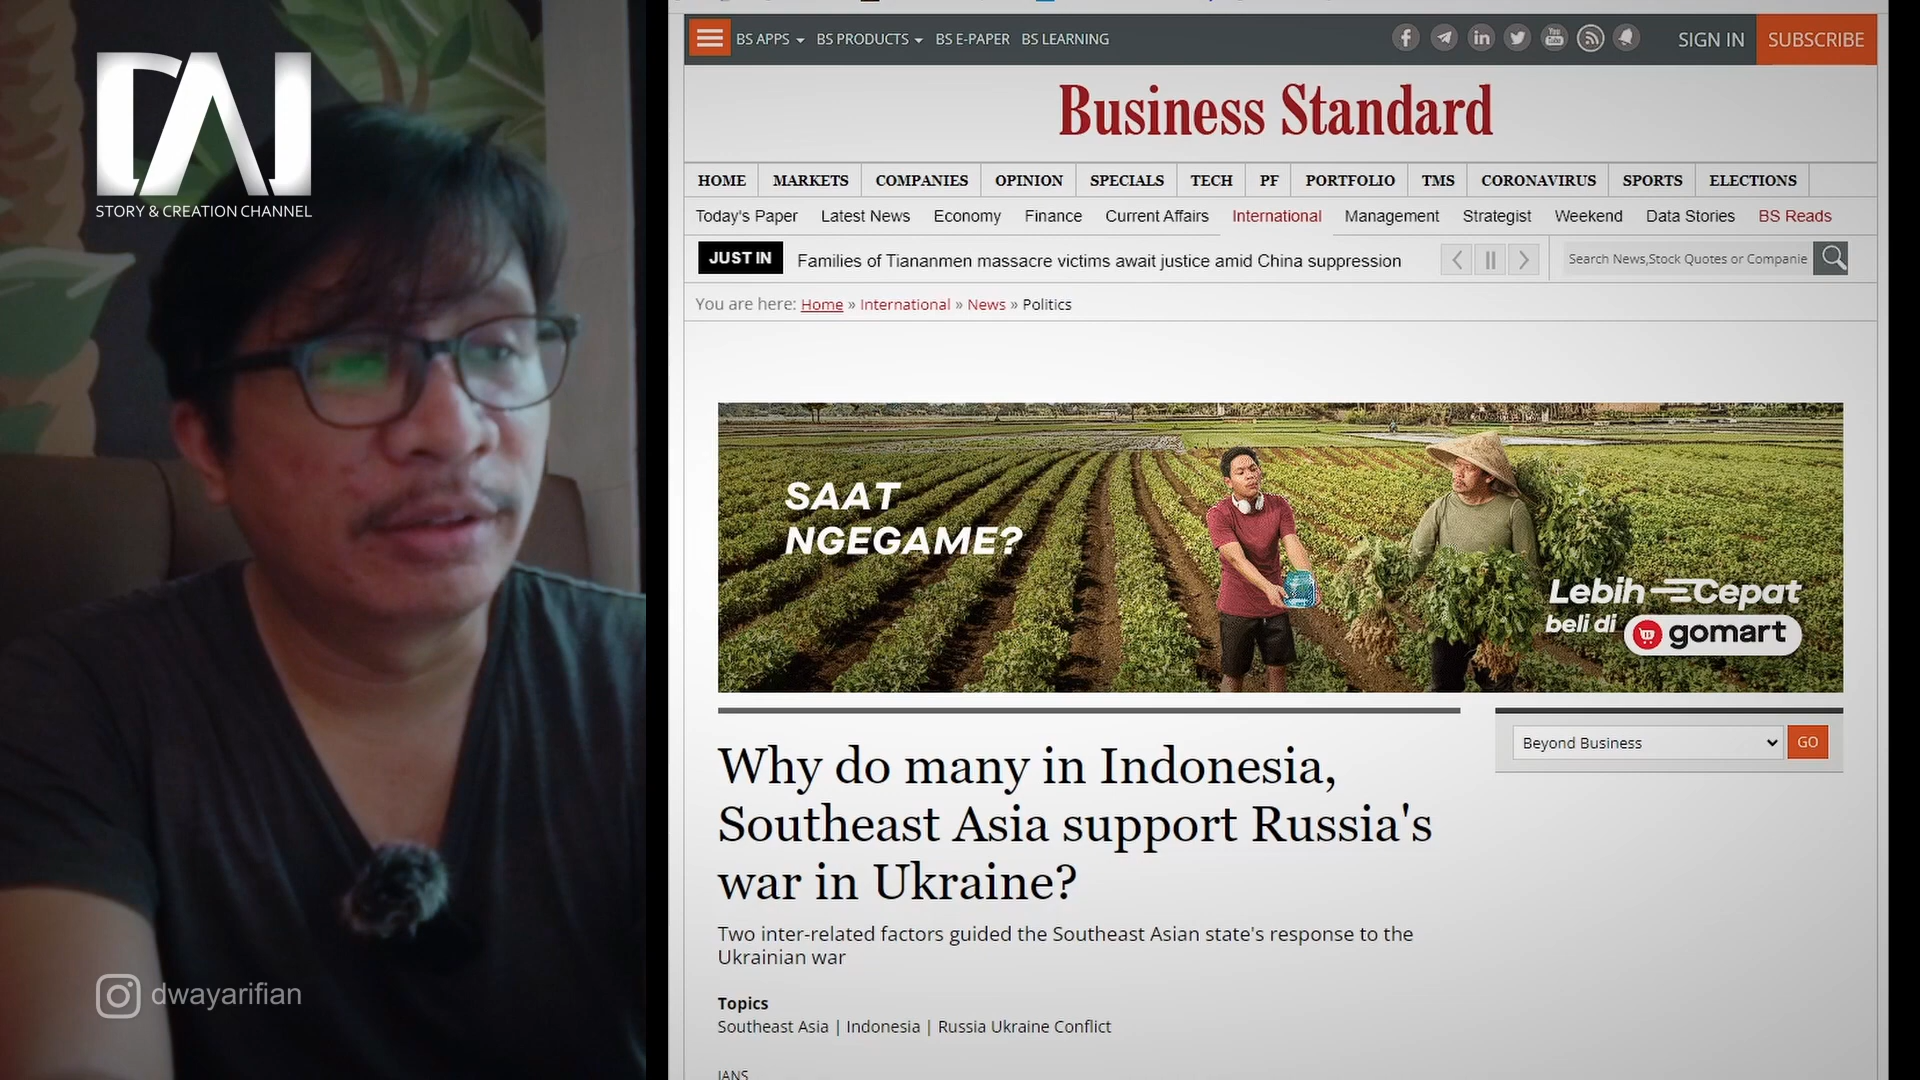 DAN
STORY & CREATION CHANNEL
dwayarifian
BS APPS
BS PRODUCTS
BS E-PAPER
BS LEARNING
You Tube
SIGN IN
SUBSCRIBE
Business Standard
HOME
MARKETS
COMPANIES
OPINION
SPECIALS
TECH
PF
PORTFOLIO
TMS
CORONAVIRUS
SPORTS
ELECTIONS
Today's Paper
Latest News
Economy
Finance
Current Affairs
International
Management
Strategist
Weekend
Data Stories
BS Reads
JUST IN
Families of Tiananmen massacre victims await justice amid China suppression
Search News,Stock Quotes or Companie
You are here: Home » International » News » Politics
SAAT
NGEGAME?
Lebih Cepat
beli di gomart
Why do many in Indonesia,
Southeast Asia support Russia's
war in Ukraine?
Beyond Business
GO
Two inter-related factors guided the Southeast Asian state's response to the
Ukrainian war
Topics
Southeast Asia | Indonesia | Russia Ukraine Conflict
IANS